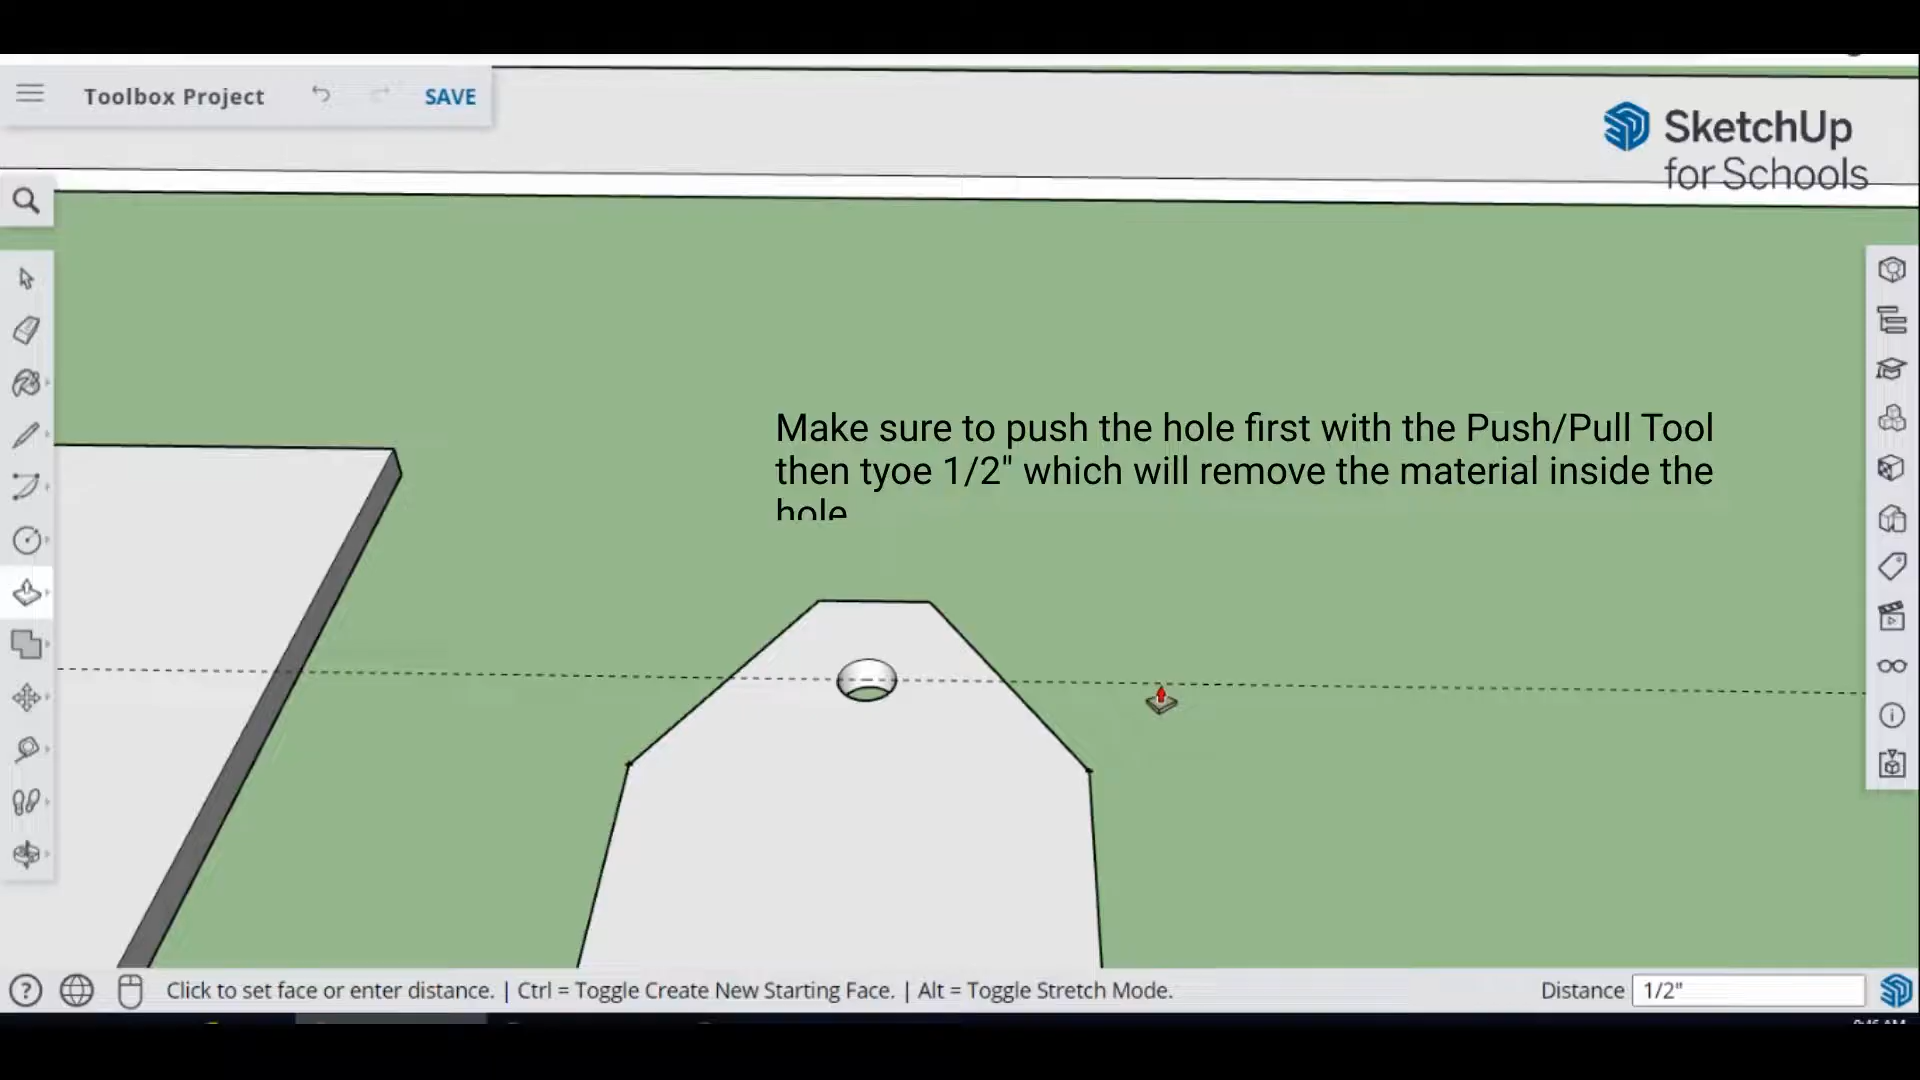 Toolbox Project SAVE
SketchUp
for Schools
Make sure to push the hole first with the Push/Pull Tool
then tyoe 1/2" which will remove the material inside the
hole
Click to set face or enter distance. | Ctrl = Toggle Create New Starting Face. | Alt = Toggle Stretch Mode.
Distance 1/2"